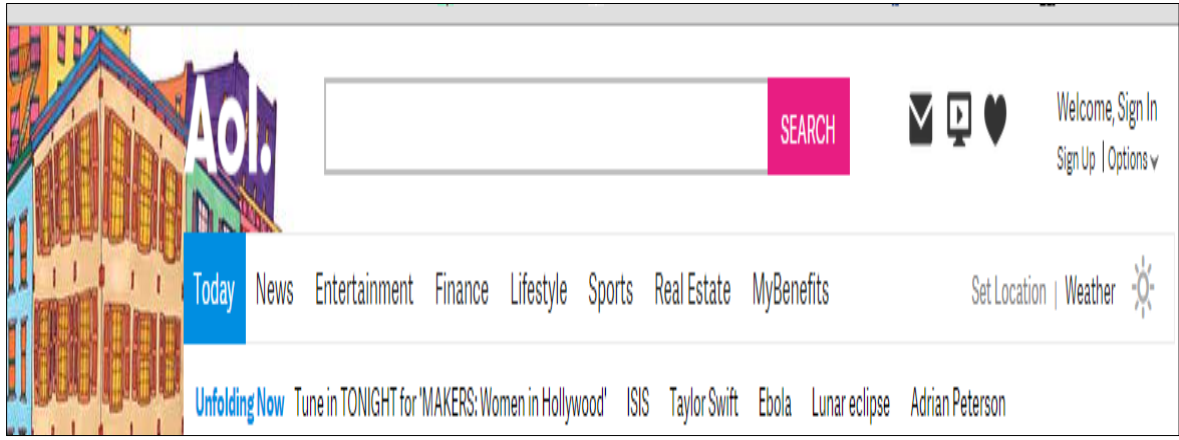 Aol.
SEARCH
Welcome, Sign In
Sign Up | Options
Today News Entertainment Finance Lifestyle Sports Real Estate MyBenefits Set Location | Weather
Unfolding Now Tune in TONIGHT for 'MAKERS: Women in Hollywood' ISIS Taylor Swift Ebola Lunar eclipse Adrian Peterson